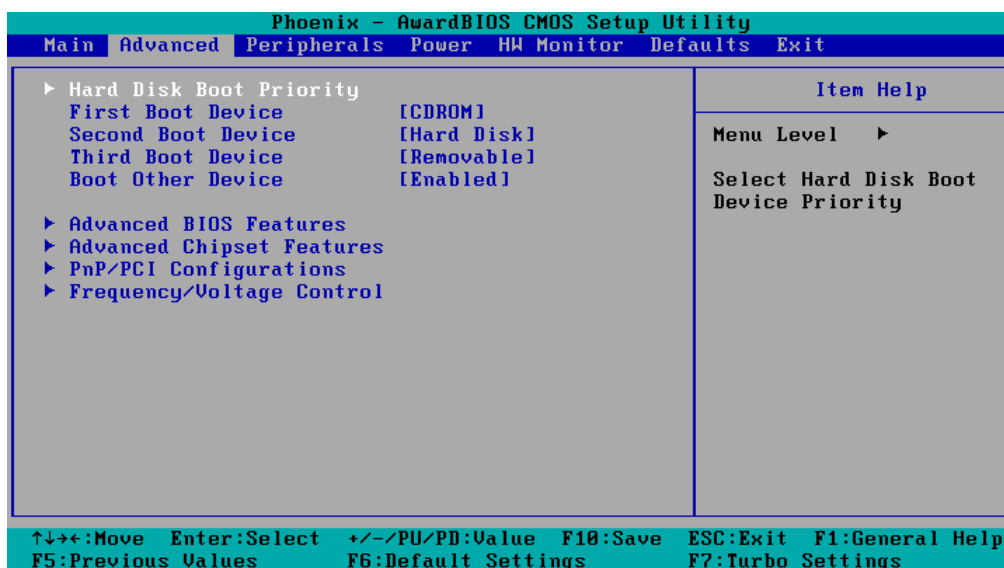 Phoenix - AwardBIOS CMOS Setup Utility
Main Advanced Peripherals Power HW Monitor Defaults Exit
▶ Hard Disk Boot Priority
First Boot Device [CDROM]
Second Boot Device [Hard Disk]
Third Boot Device [Removable]
Boot Other Device [Enabled]
▶ Advanced BIOS Features
▶ Advanced Chipset Features
▶ PnP/PCI Configurations
▶ Frequency/Voltage Control
Item Help
Menu Level ▶
Select Hard Disk Boot
Device Priority
↑↓→←:Move Enter:Select +/-/PU/PD:Value F10:Save ESC:Exit F1:General Help
F5:Previous Values F6:Default Settings F7:Turbo Settings